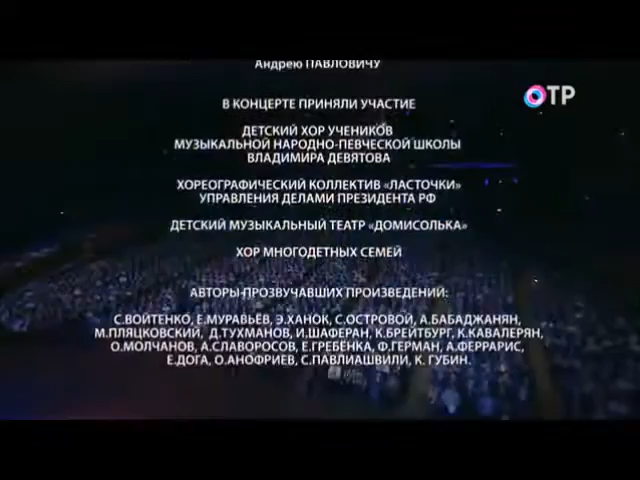 Андрею ПАВЛОВИЧУ
ОТР
В КОНЦЕРТЕ ПРИНЯЛИ УЧАСТИЕ
ДЕТСКИЙ ХОР УЧЕНИКОВ
МУЗЫКАЛЬНОЙ НАРОДНО-ПЕВЧЕСКОЙ ШКОЛЫ
ВЛАДИМИРА ДЕВЯТОВА
ХОРЕОГРАФИЧЕСКИЙ КОЛЛЕКТИВ «ЛАСТОЧКИ»
УПРАВЛЕНИЯ ДЕЛАМИ ПРЕЗИДЕНТА РФ
ДЕТСКИЙ МУЗЫКАЛЬНЫЙ ТЕАТР «ДОМИСОЛЬКА»
ХОР МНОГОДЕТНЫХ СЕМЕЙ
АВТОРЫ ПРОЗВУЧАВШИХ ПРОИЗВЕДЕНИЙ:
С.ВОЙТЕНКО, Е.МУРАВЬЁВ, Э.ХАНОК, С.ОСТРОВОЙ, А.БАБАДЖАНЯН,
М.ПЛЯЦКОВСКИЙ, Д.ТУХМАНОВ, И.ШАФЕРАН, К.БРЕЙТБУРГ, К.КАВАЛЕРЯН,
О.МОЛЧАНОВ, А.СЛАВОРОСОВ, Е.ГРЕБЁНКА, Ф.ГЕРМАН, А.ФЕРРАРИС,
Е.ДОГА, О.АНОФРИЕВ, С.ПАВЛИАШВИЛИ, К. ГУБИН.